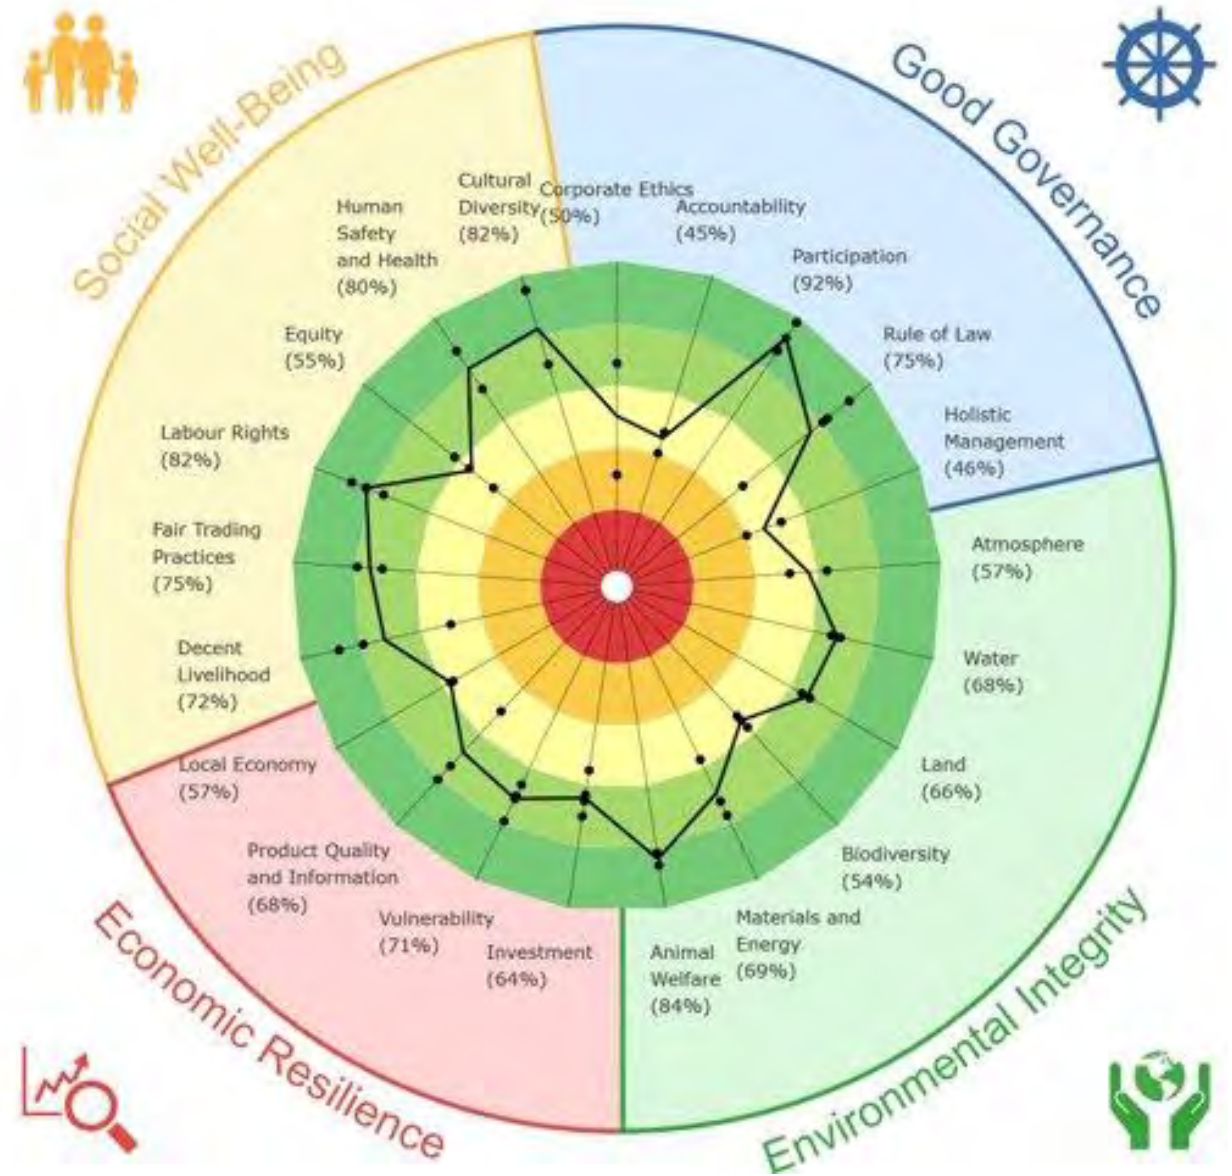 Social Well-Being
Good Governance
Cultural
Diversity
(82%)
Corporate Ethics
(50%)
Accountability
(45%)
Human
Safety
and Health
(80%)
Participation
(92%)
Equity
(55%)
Rule of Law
(75%)
Labour Rights
(82%)
Holistic
Management
(46%)
Fair Trading
Practices
(75%)
Atmosphere
(57%)
Decent
Livelihood
(72%)
Water
(68%)
Local Economy
(57%)
Land
(66%)
Product Quality
and Information
(68%)
Biodiversity
(54%)
Vulnerability
(71%)
Investment
(64%)
Animal
Welfare
(84%)
Materials and
Energy
(69%)
Economic Resilience
Environmental Integrity